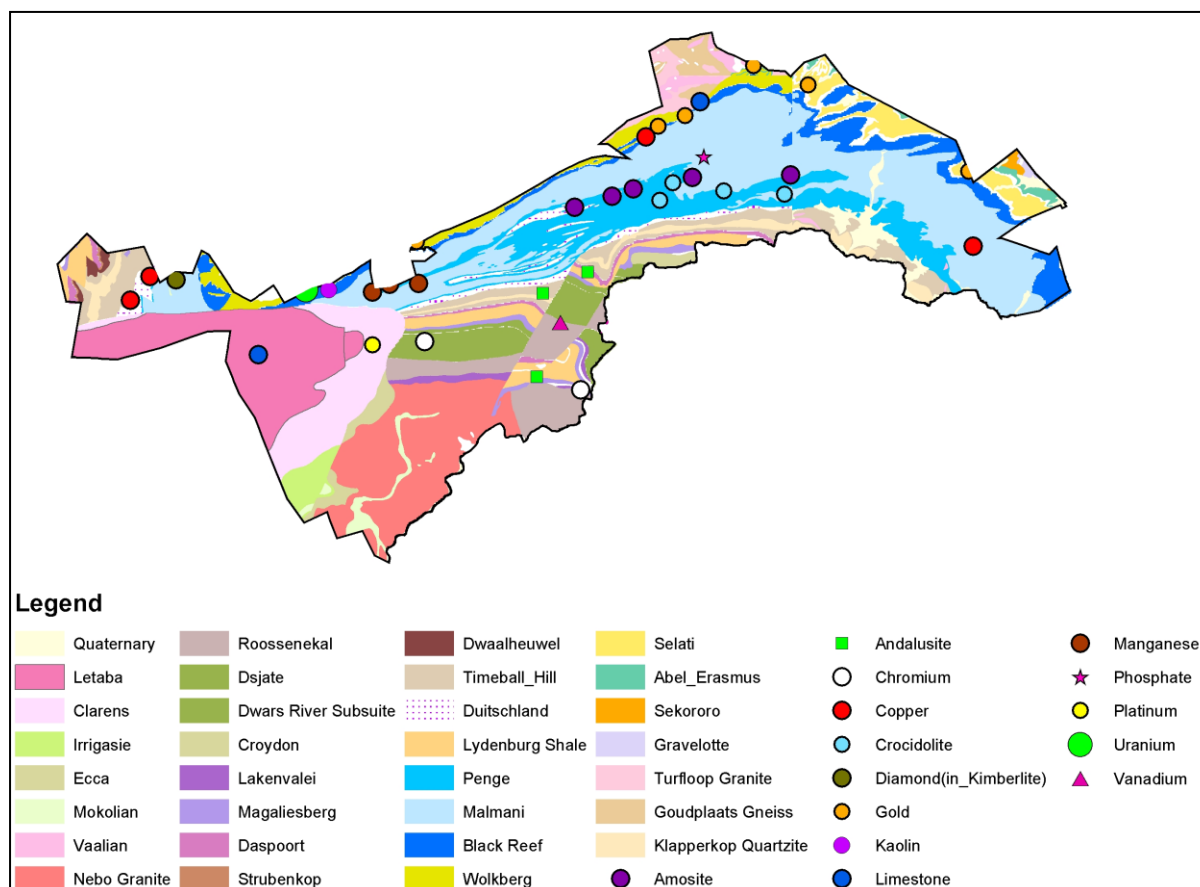 Legend
Quaternary
Letaba
Clarens
Irrigasie
Ecca
Mokolian
Vaalian
Nebo Granite
Roossenekal
Dsjate
Dwars River Subsuite
Croydon
Lakenvalei
Magaliesberg
Daspoort
Strubenkop
Dwaalheuwel
Timeball_Hill
Duitschland
Lydenburg Shale
Penge
Malmani
Black Reef
Wolkberg
Selati
Abel_Erasmus
Sekororo
Gravelotte
Turfloop Granite
Goudplaats Gneiss
Klapperkop Quartzite
Amosite
Andalusite
Chromium
Copper
Crocidolite
Diamond(in_Kimberlite)
Gold
Kaolin
Limestone
Manganese
Phosphate
Platinum
Uranium
Vanadium